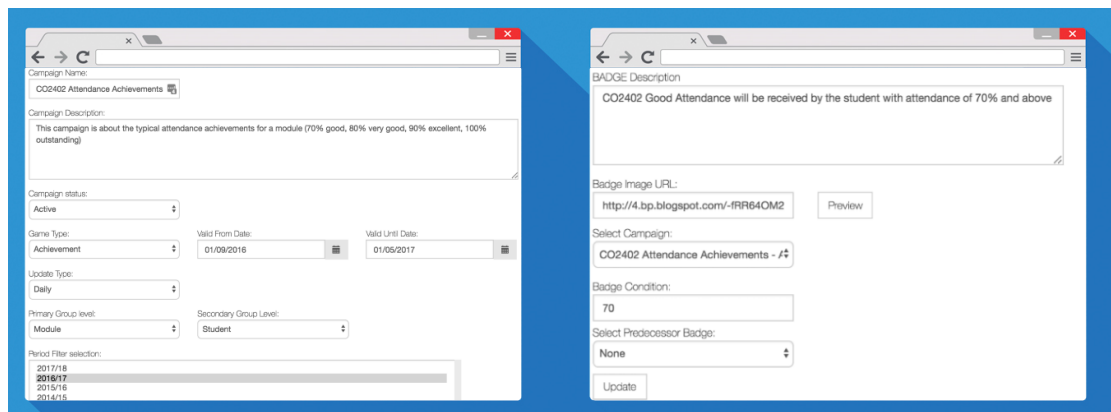 Campaign Name:
CO2402 Attendance Achievements
Campaign Description:
This campaign is about the typical attendance achievements for a module (70% good, 80% very good, 90% excellent, 100%
outstanding)
Campaign status:
Active
Game Type:
Valid From Date:
Valid Until Date:
Achievement
01/09/2016
01/05/2017
Update Type:
Daily
Primary Group level:
Secondary Group Level:
Module
Student
Period Filter selection:
2017/18
2016/17
2015/16
2014/15
BADGE Description
CO2402 Good Attendance will be received by the student with attendance of 70% and above
Badge Image URL:
http://4.bp.blogspot.com/-fRR64OM2
Preview
Select Campaign:
CO2402 Attendance Achievements - A
Badge Condition:
70
Select Predecessor Badge:
None
Update